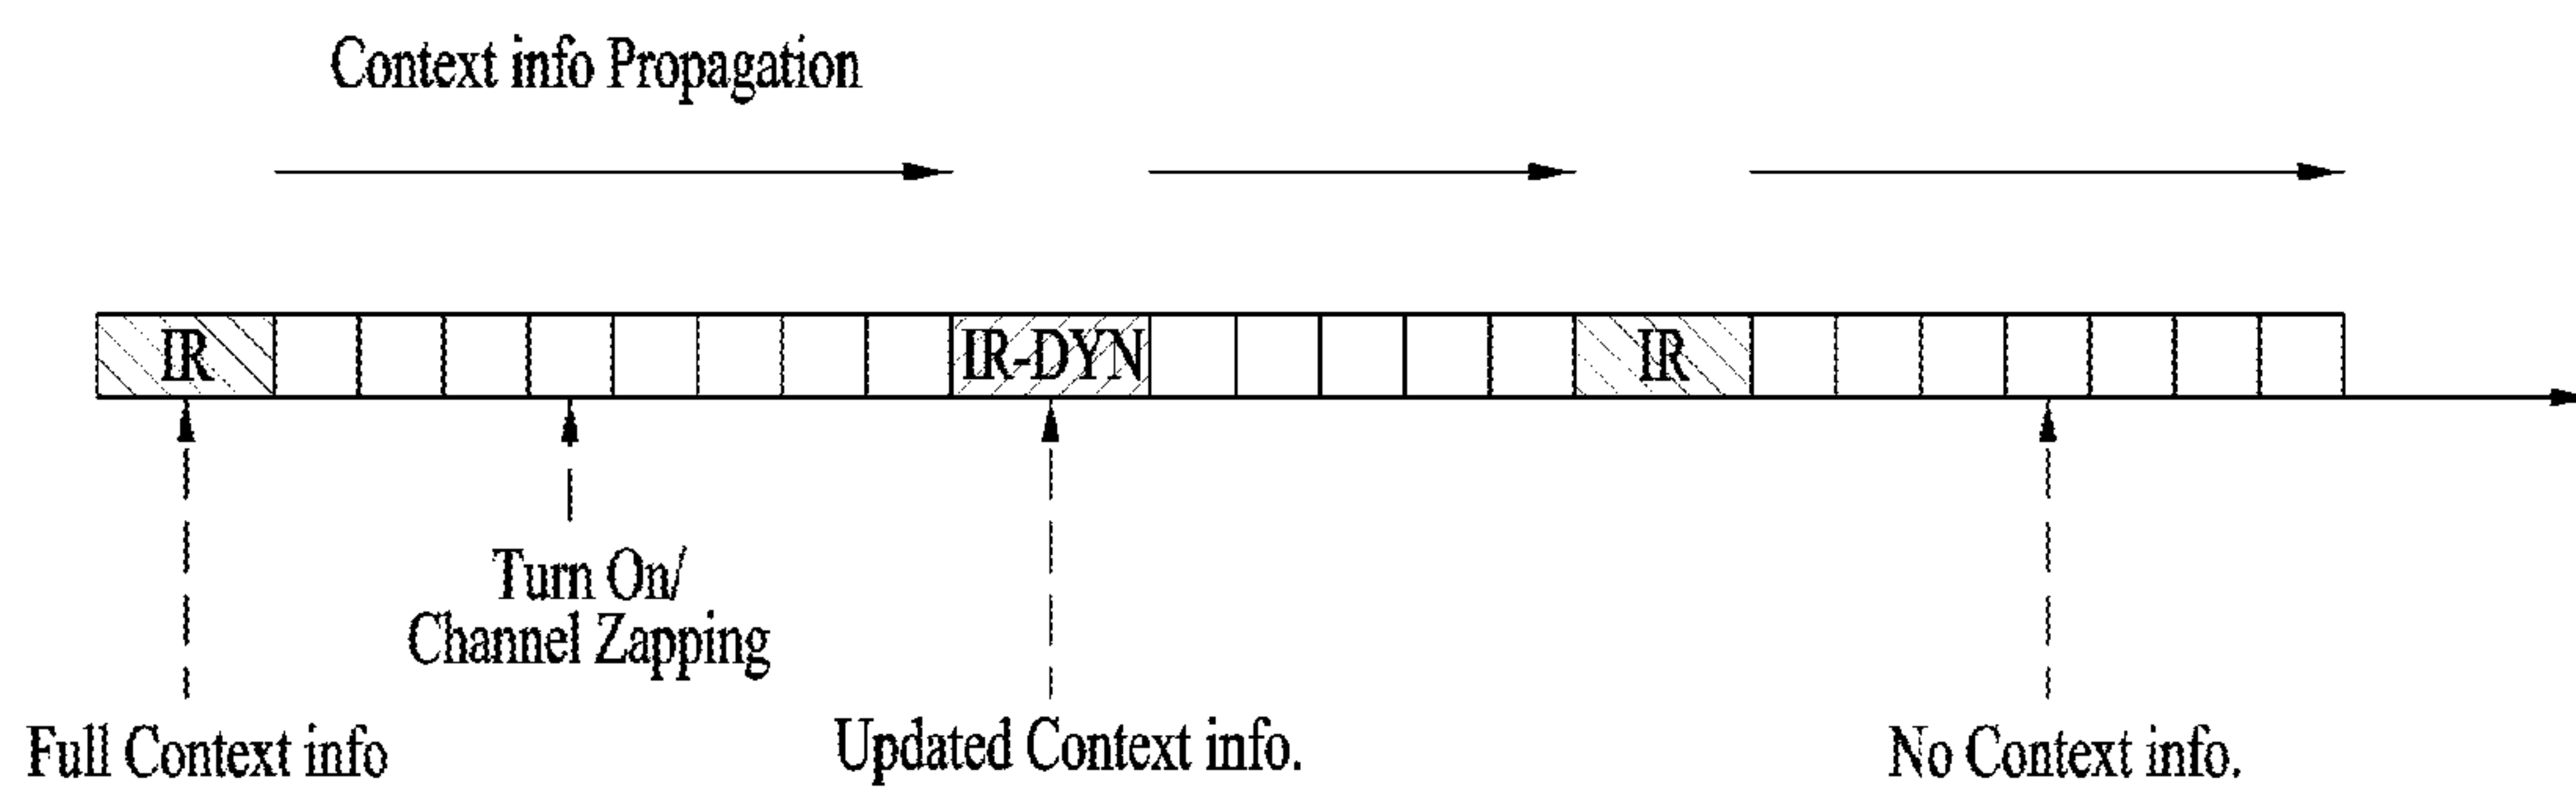 Context info Propagation
IR
IR-DYN
IR
Turn On/
Channel Zapping
Full Context info
Updated Context info.
No Context info.